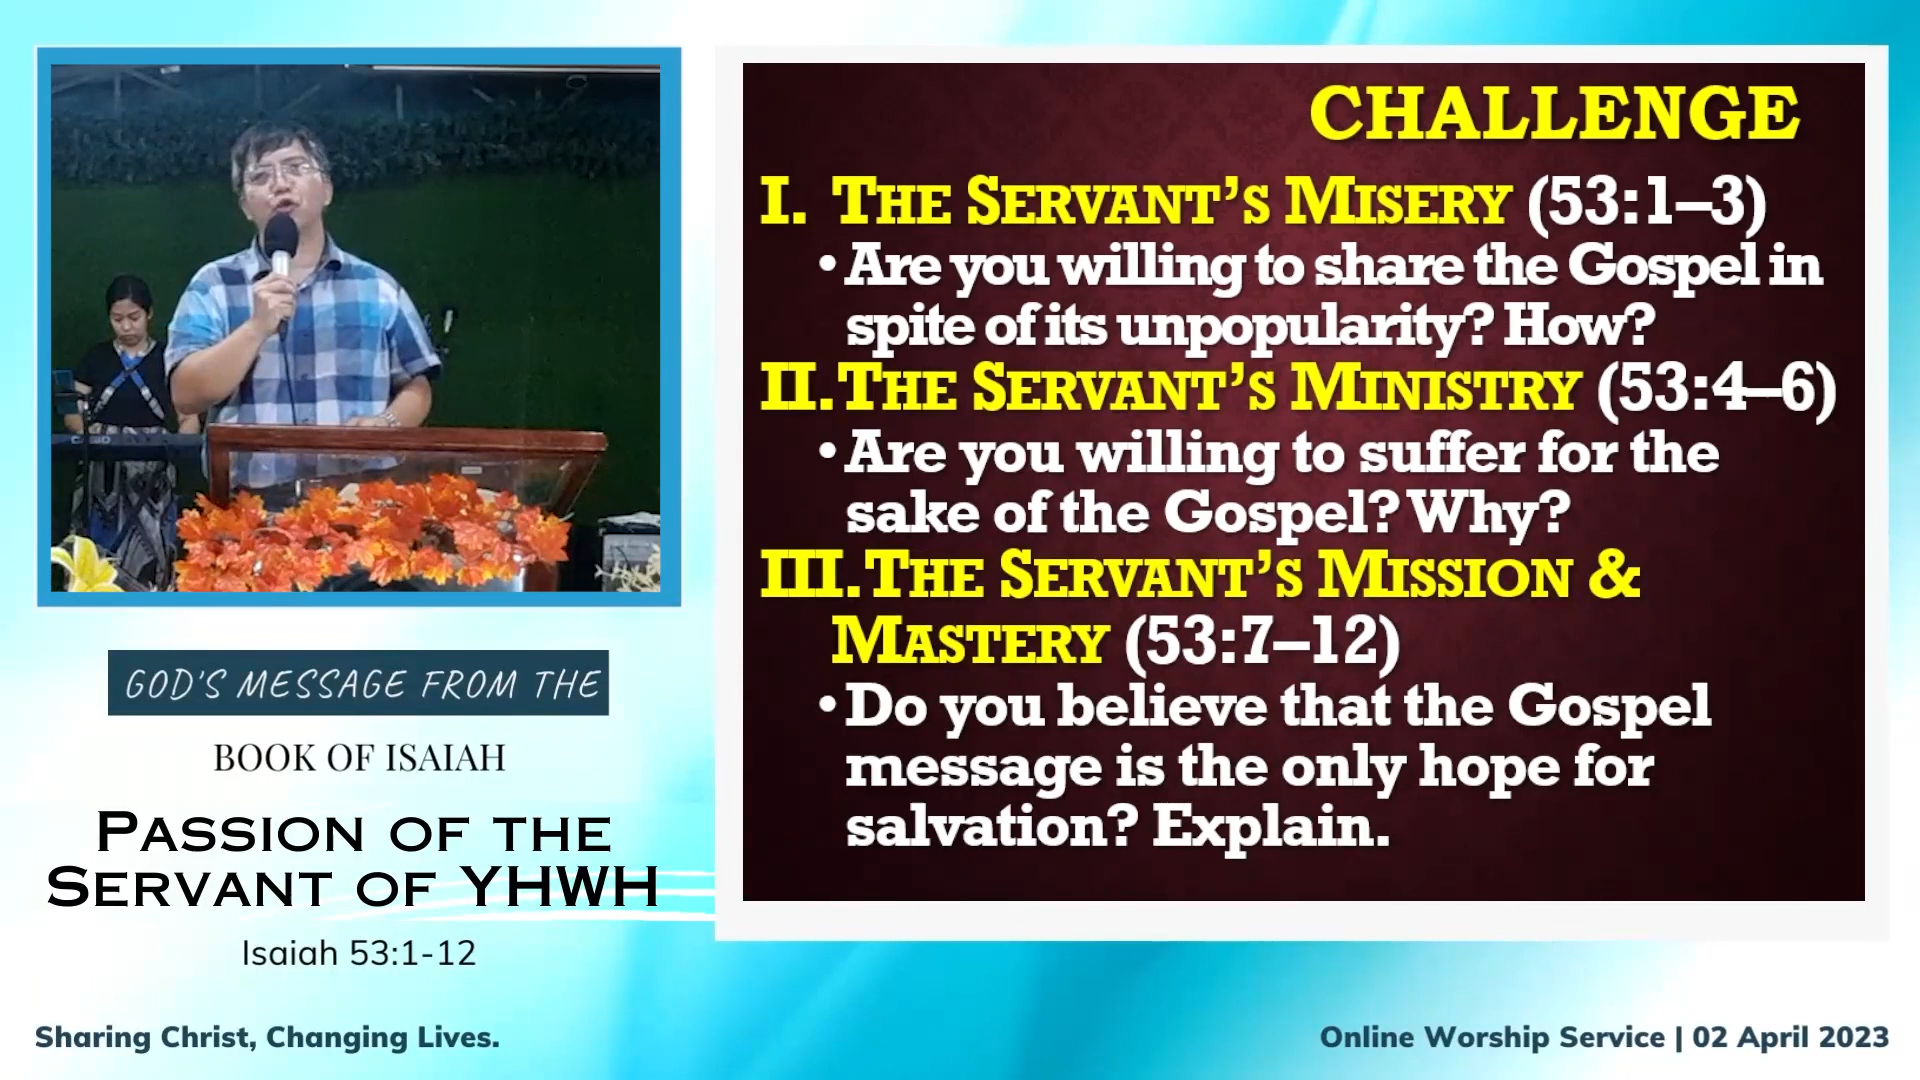 CHALLENGE
I. THE SERVANT'S MISERY (53:1–3)
• Are you willing to share the Gospel in
spite of its unpopularity? How?
II. THE SERVANT'S MINISTRY (53:4–6)
• Are you willing to suffer for the
sake of the Gospel? Why?
III. THE SERVANT'S MISSION &
MASTERY (53:7–12)
• Do you believe that the Gospel
message is the only hope for
salvation? Explain.
GOD'S MESSAGE FROM THE
BOOK OF ISAIAH
PASSION OF THE
SERVANT OF YHWH
Isaiah 53:1-12
Sharing Christ, Changing Lives.
Online Worship Service | 02 April 2023